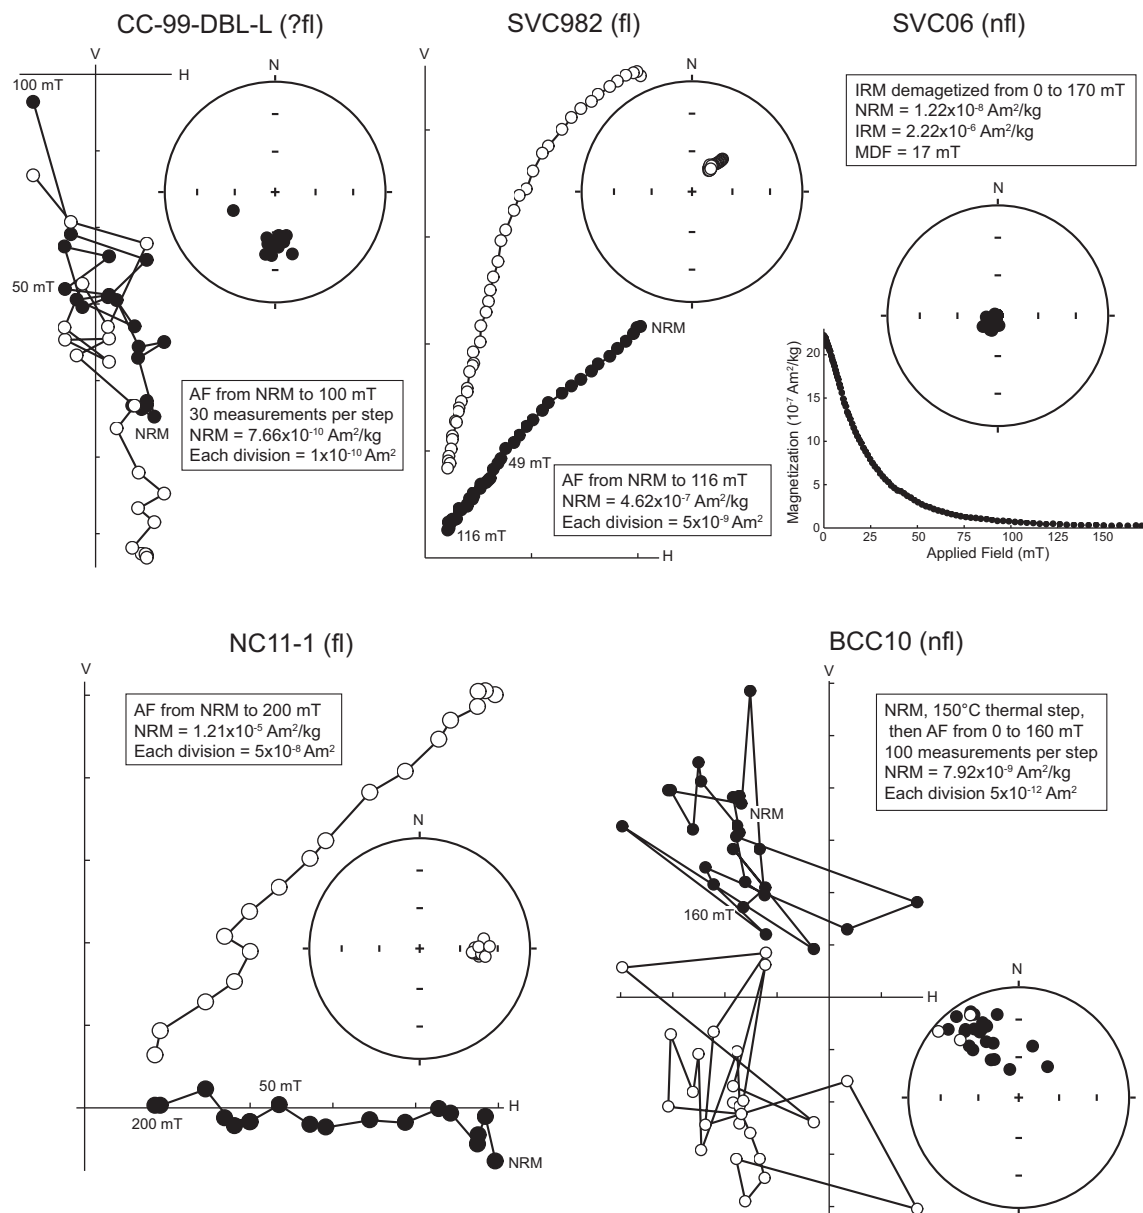 CC-99-DBL-L (?fl)
V
H
100 mT
N
50 mT
NRM
AF from NRM to 100 mT
30 measurements per step
NRM = 7.66x10⁻¹⁰ Am²/kg
Each division = 1x10⁻¹⁰ Am²
SVC982 (fl)
V
N
NRM
49 mT
116 mT
H
AF from NRM to 116 mT
NRM = 4.62x10⁻⁷ Am²/kg
Each division = 5x10⁻⁹ Am²
SVC06 (nfl)
IRM demagetized from 0 to 170 mT
NRM = 1.22x10⁻⁸ Am²/kg
IRM = 2.22x10⁻⁶ Am²/kg
MDF = 17 mT
N
Magnetization (10⁻⁷ Am²/kg)
20
15
10
5
0
0 25 50 75 100 125 150
Applied Field (mT)
NC11-1 (fl)
V
AF from NRM to 200 mT
NRM = 1.21x10⁻⁵ Am²/kg
Each division = 5x10⁻⁸ Am²
N
50 mT
H
200 mT
NRM
BCC10 (nfl)
V
NRM, 150°C thermal step,
then AF from 0 to 160 mT
100 measurements per step
NRM = 7.92x10⁻⁹ Am²/kg
Each division 5x10⁻¹² Am²
NRM
160 mT
H
N